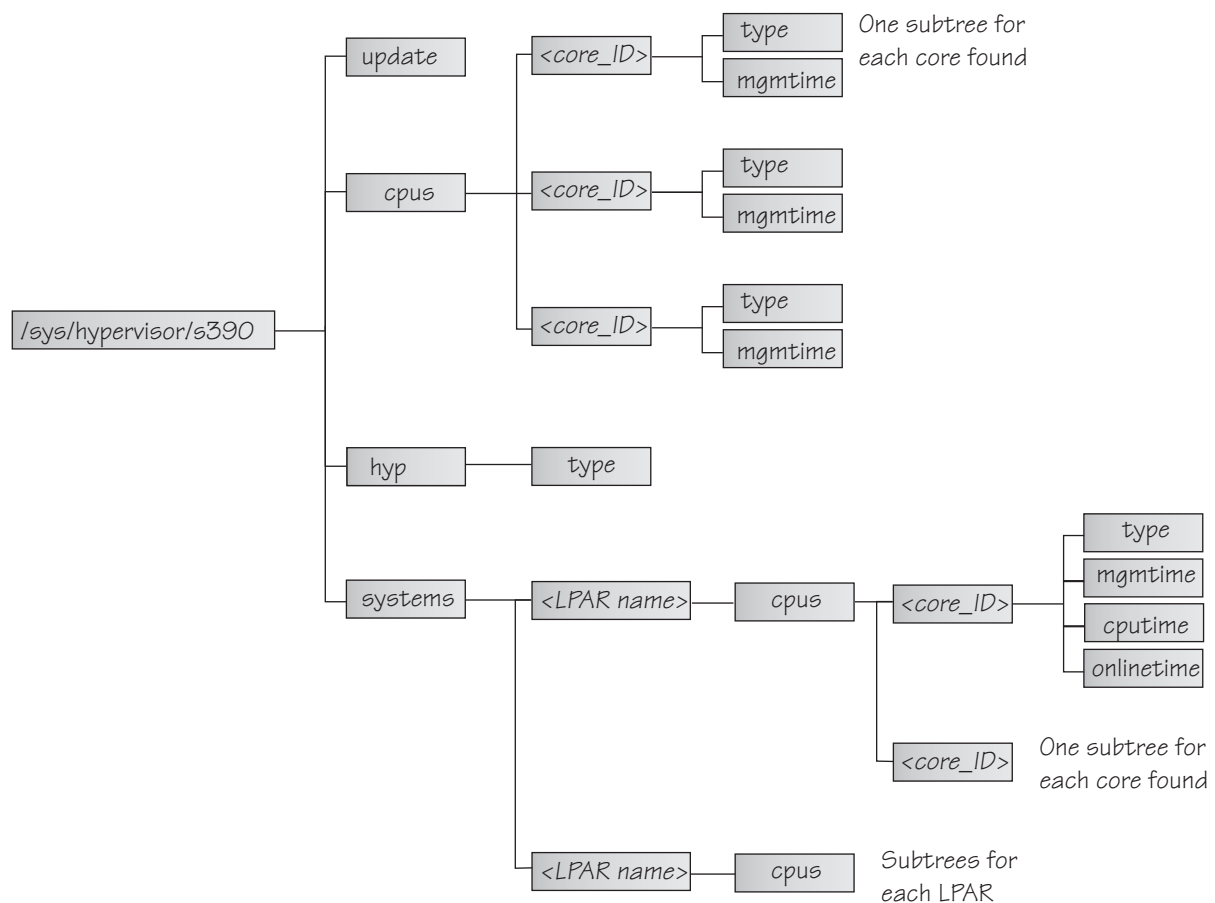 type
One subtree for
each core found
update
<core_ID>
mgmtime
type
cpus
<core_ID>
mgmtime
type
/sys/hypervisor/s390
<core_ID>
mgmtime
hyp
type
type
mgmtime
systems
<LPAR name>
cpus
<core_ID>
cputime
onlinetime
<core_ID>
One subtree for
each core found
<LPAR name>
cpus
Subtrees for
each LPAR